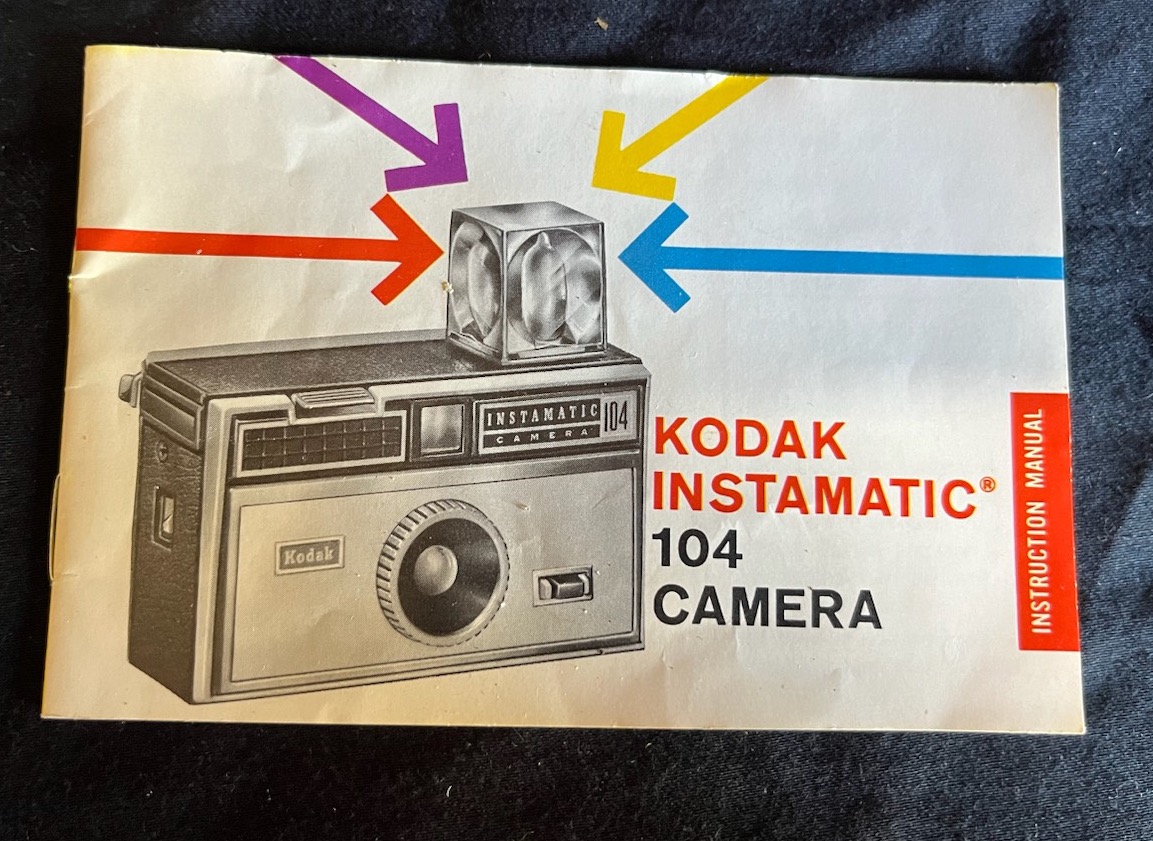 INSTAMATIC 104
CAMERA
Kodak
KODAK
INSTAMATIC®
104
CAMERA
INSTRUCTION MANUAL